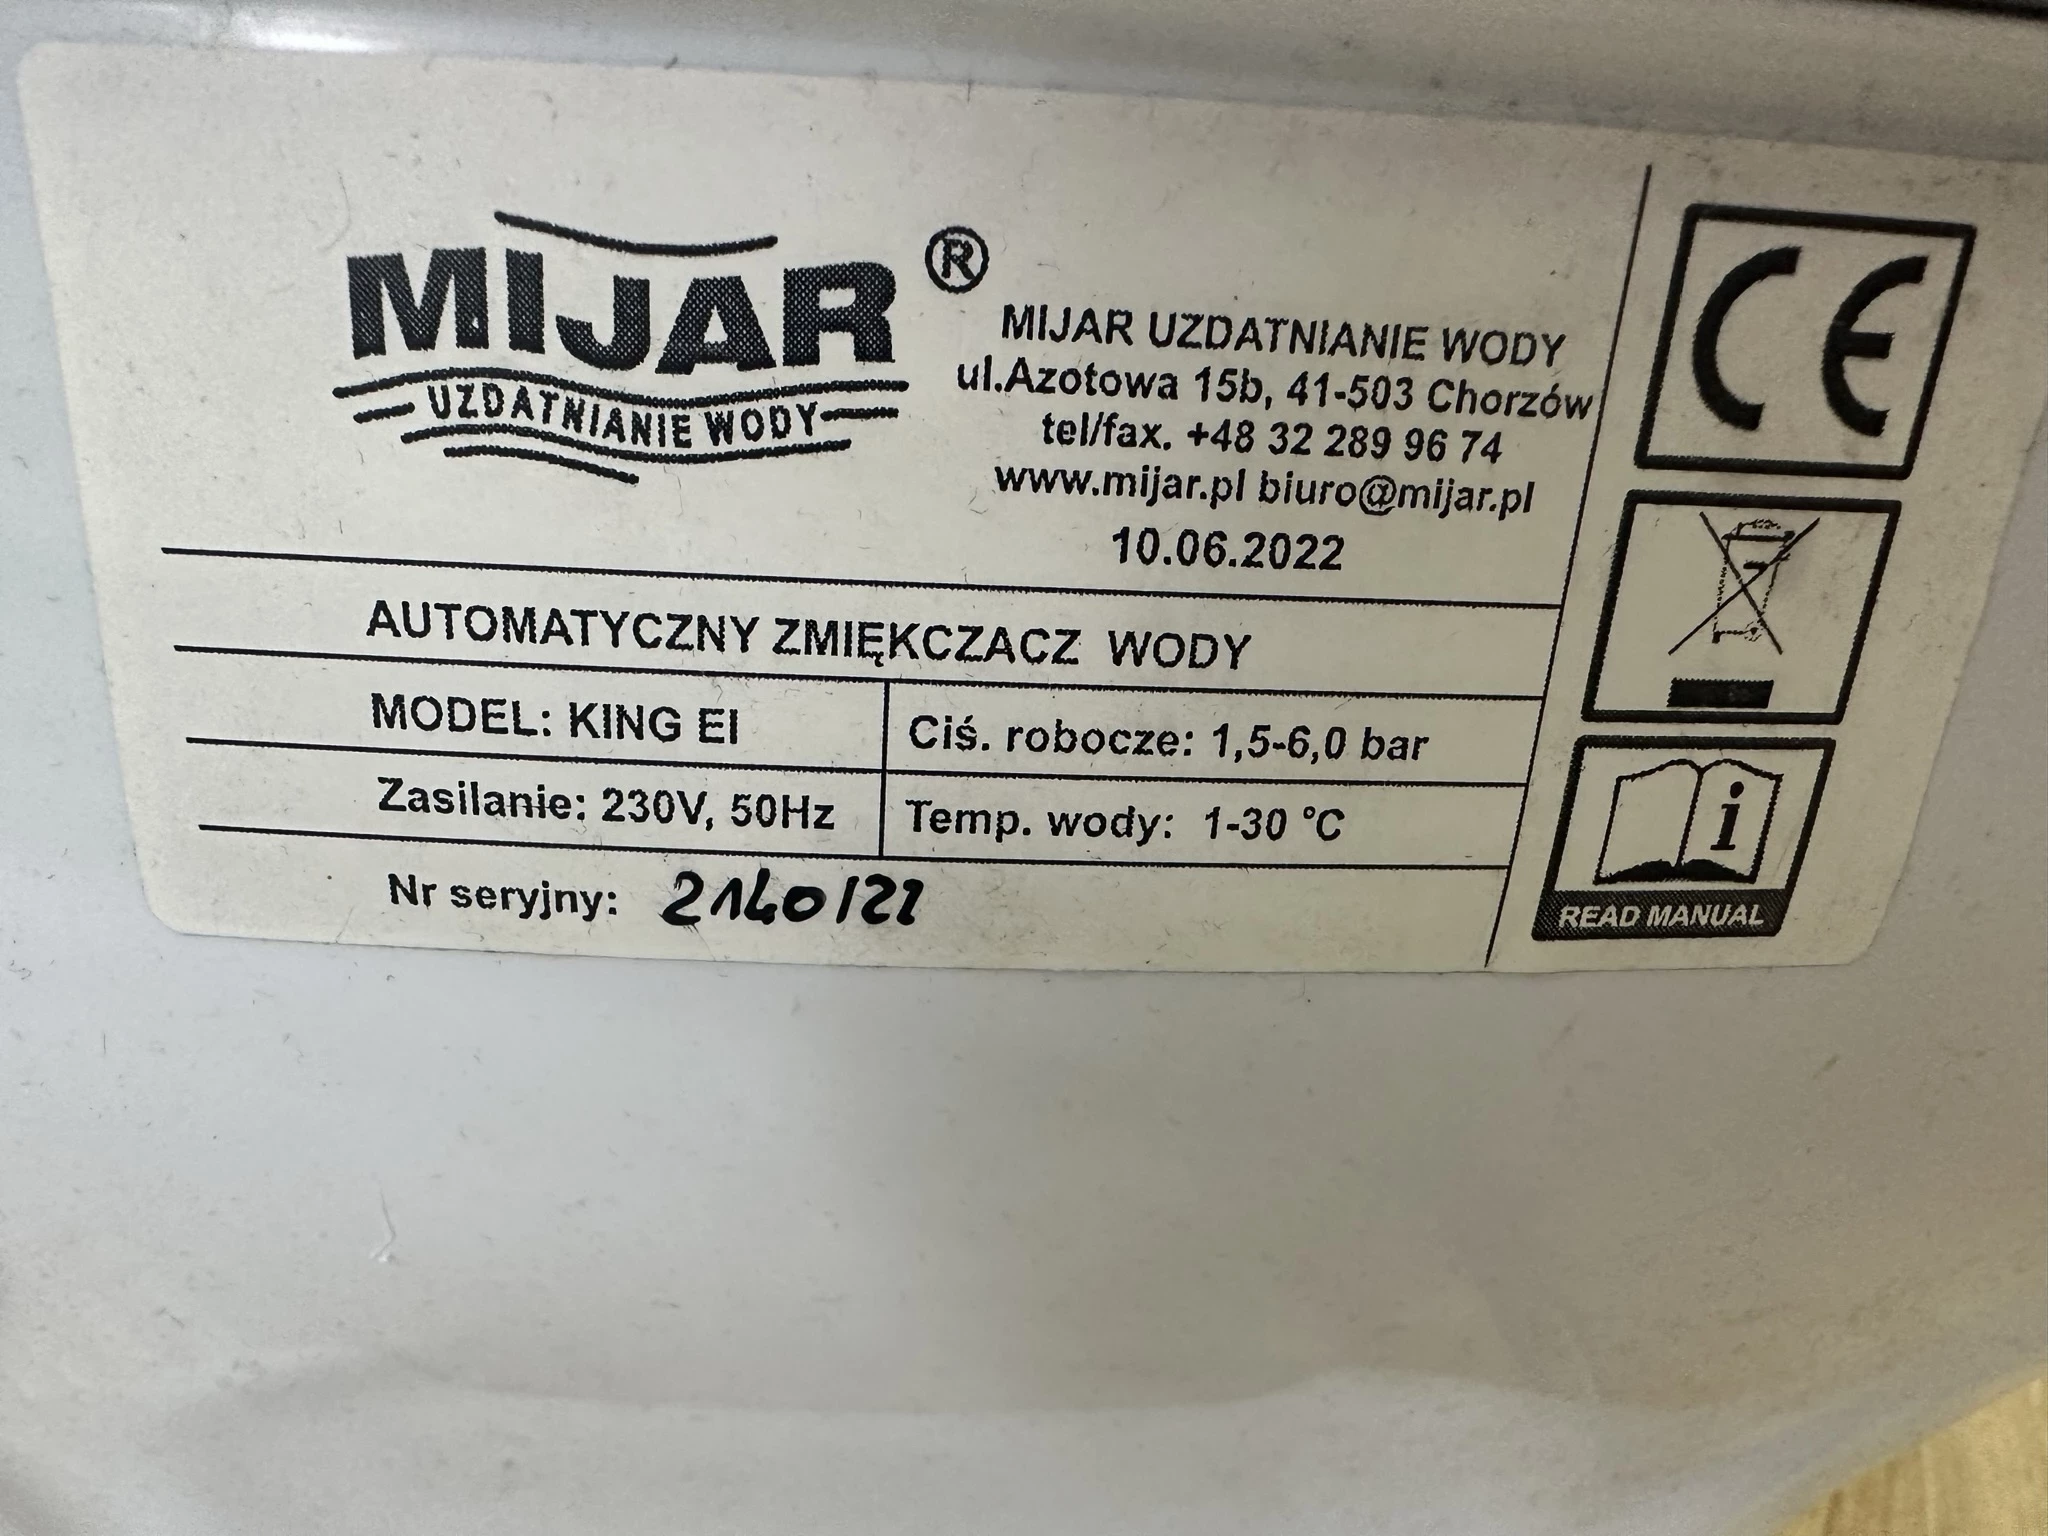 MIJAR ®
UZDATNIANIE WODY
MIJAR UZDATNIANIE WODY
ul.Azotowa 15b, 41-503 Chorzów
tel/fax. +48 32 289 96 74
www.mijar.pl biuro@mijar.pl
10.06.2022
AUTOMATYCZNY ZMIĘKCZACZ WODY
MODEL: KING EI
Ciś. robocze: 1,5-6,0 bar
Zasilanie: 230V, 50Hz
Temp. wody: 1-30 °C
Nr seryjny: 2140/22
CE
i
READ MANUAL